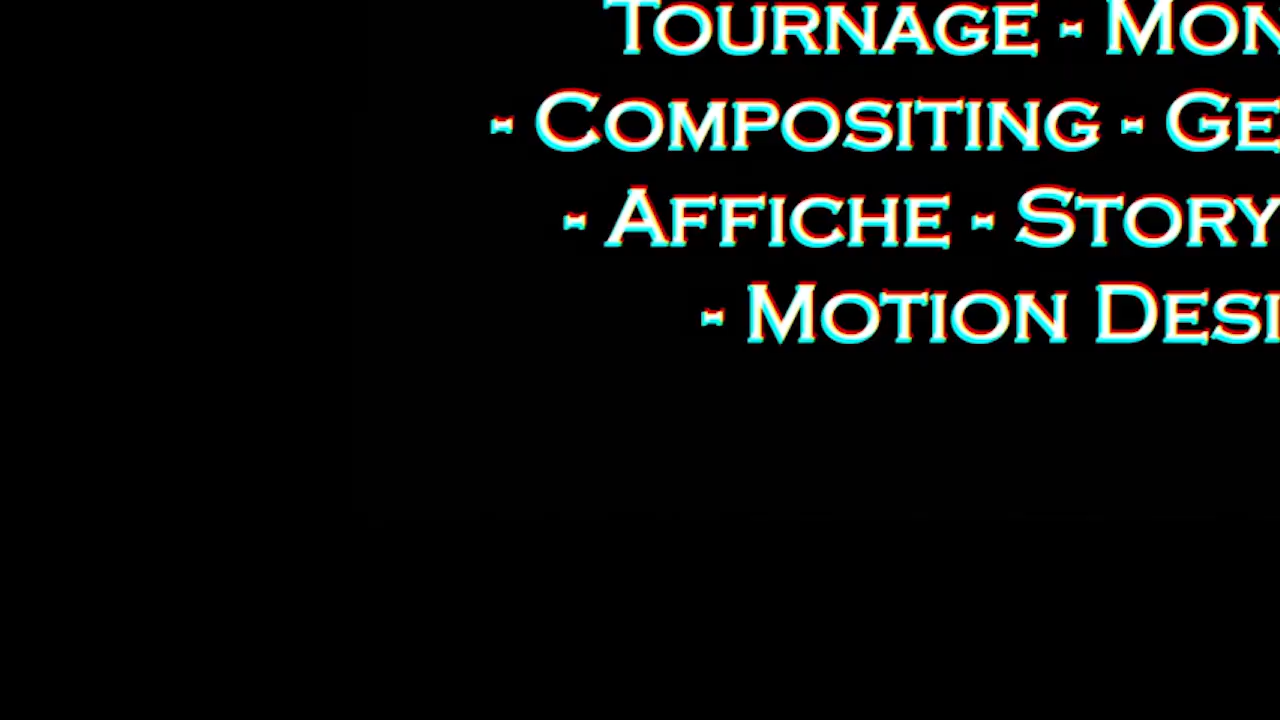 Tournage - Mon
- Compositing - Ge
- Affiche - Story
- Motion Desi